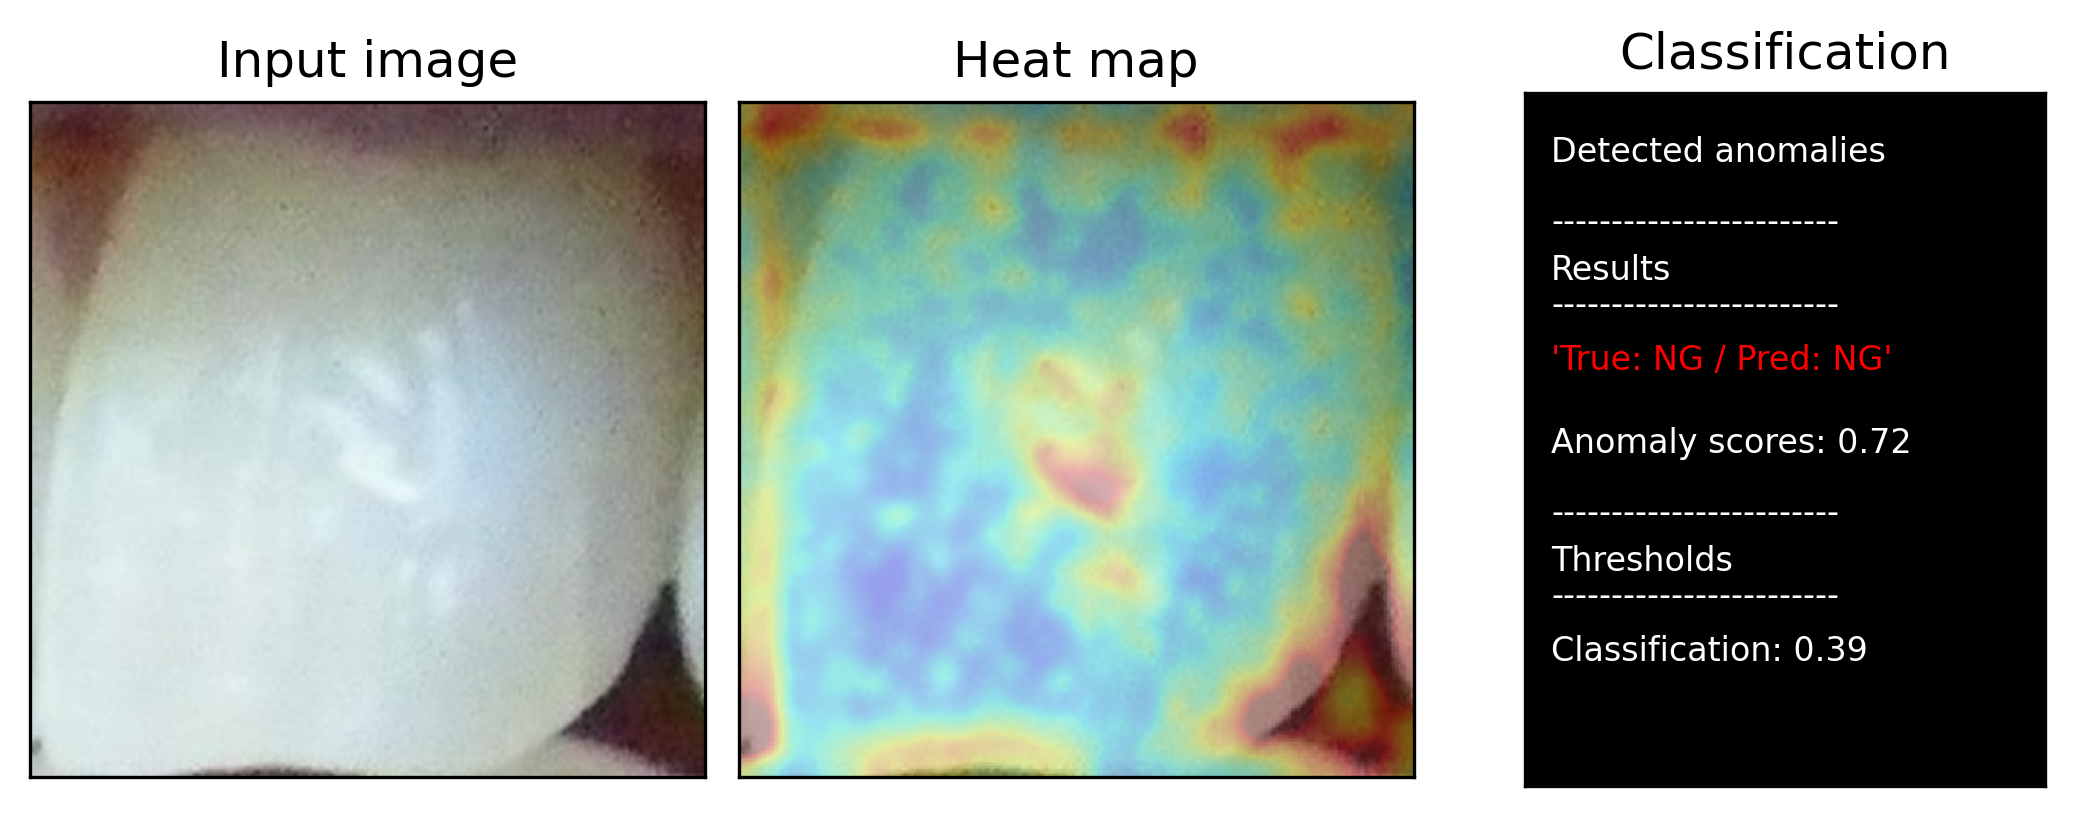 Input image
Heat map
Classification
Detected anomalies
------------------------
Results
------------------------
'True: NG / Pred: NG'
Anomaly scores: 0.72
------------------------
Thresholds
------------------------
Classification: 0.39